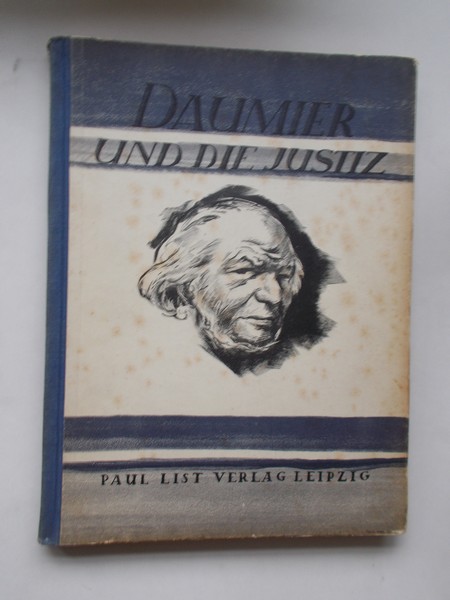 DAUMIER
UND DIE JUSTIZ
PAUL LIST VERLAG LEIPZIG